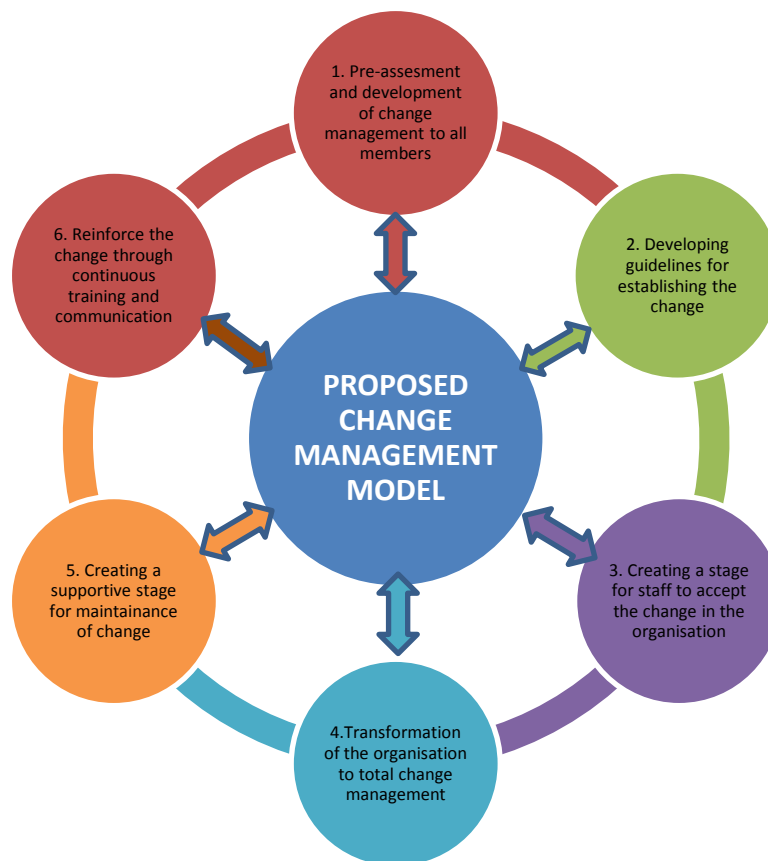 1. Pre-assesment
and development
of change
management to all
members
2. Developing
guidelines for
establishing the
change
3. Creating a stage
for staff to accept
the change in the
organisation
4.Transformation
of the organisation
to total change
management
5. Creating a
supportive stage
for maintainance
of change
6. Reinforce the
change through
continuous
training and
communication
PROPOSED
CHANGE
MANAGEMENT
MODEL